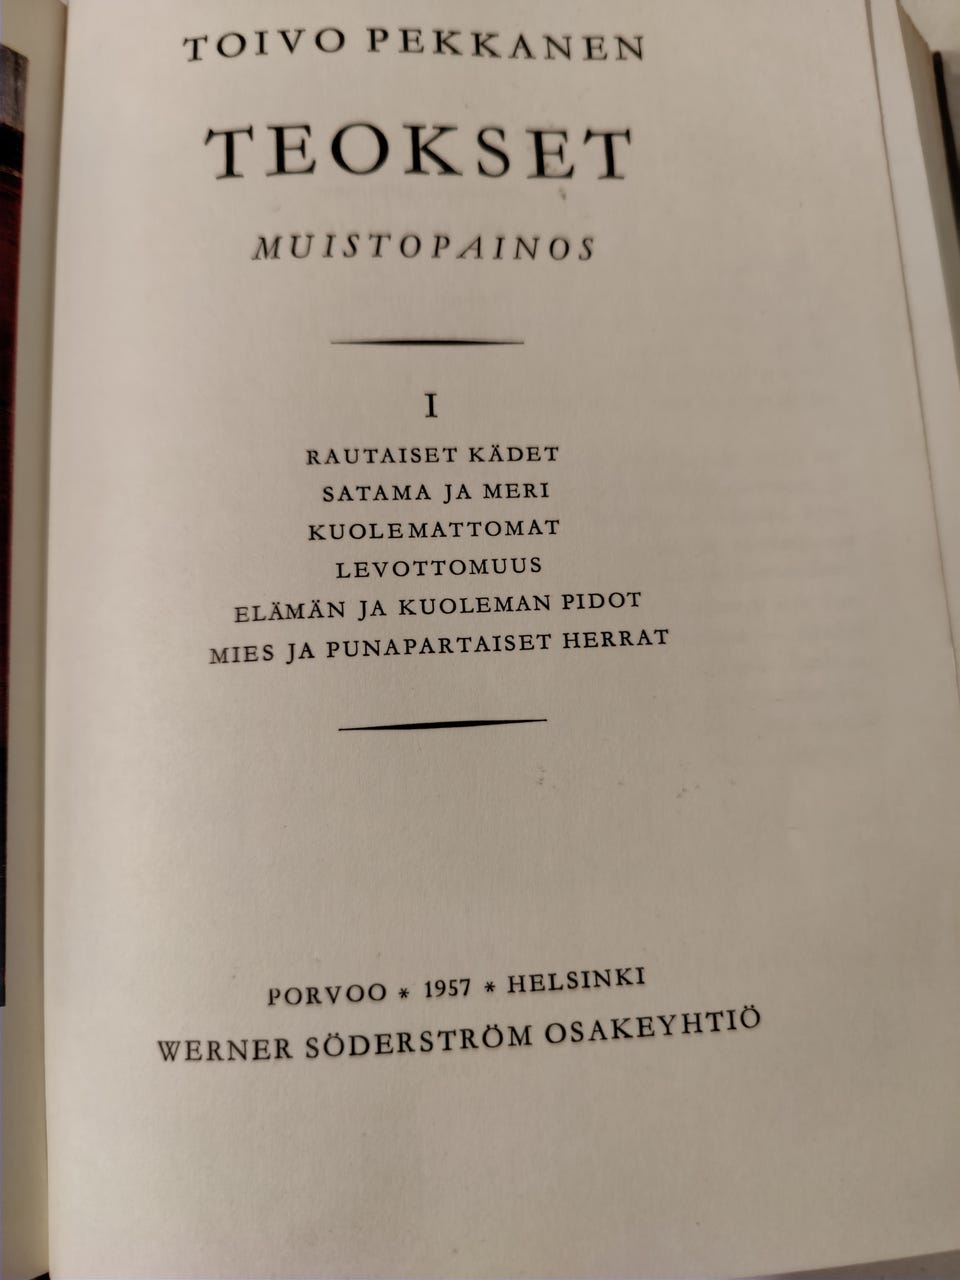 TOIVO PEKKANEN
TEOKSET
MUISTOPAINOS
I
RAUTAISET KÄDET
SATAMA JA MERI
KUOLEMATTOMAT
LEVOTTOMUUS
ELÄMÄN JA KUOLEMAN PIDOT
MIES JA PUNAPARTAISET HERRAT
PORVOO * 1957 * HELSINKI
WERNER SÖDERSTRÖM OSAKEYHTIÖ